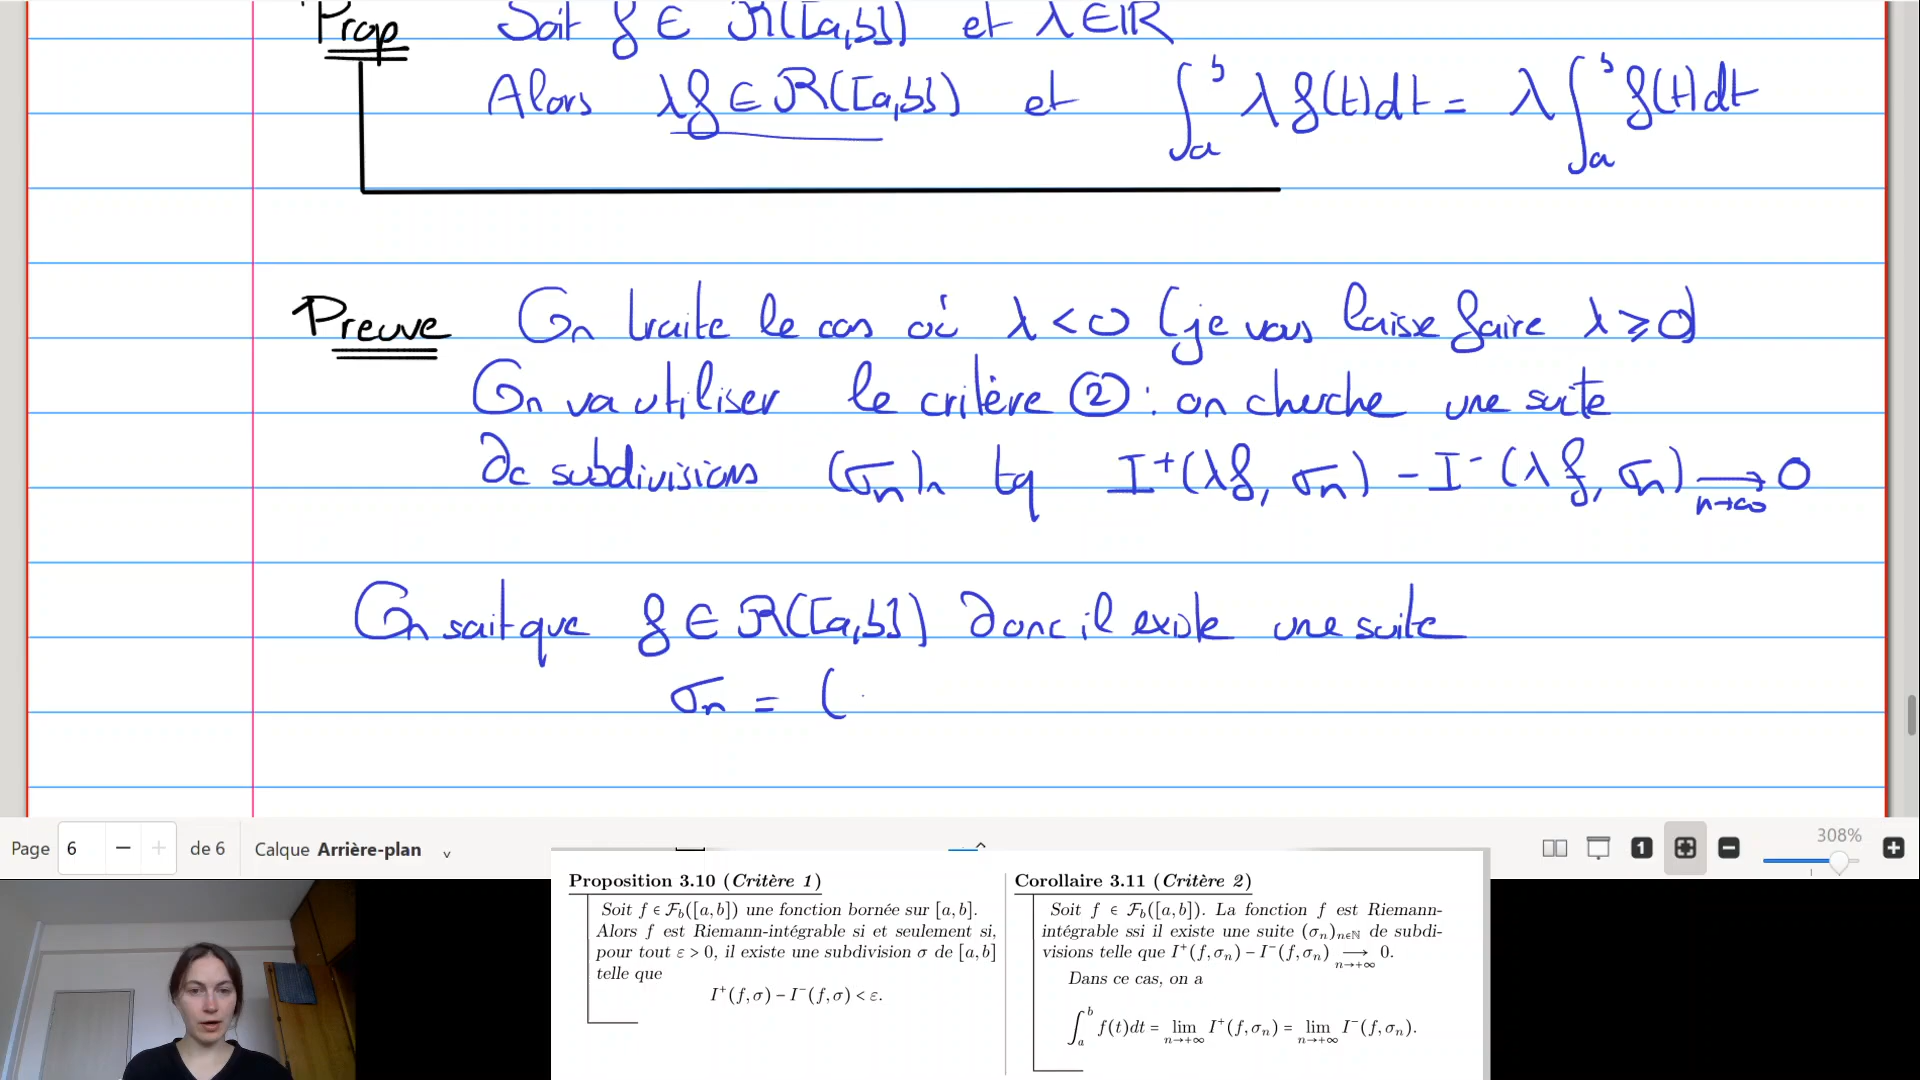 Prop Soit f ∈ R([a,b]) et λ∈ℝ
Alors λf ∈ R([a,b]) et ∫_a^b λ f(t)dt = λ ∫_a^b f(t)dt
Preuve On traite le cas où λ < 0 (je vous laisse faire λ ≥ 0)
On va utiliser le critère ② : on cherche une suite
de subdivisions (σn)n tq I⁺(λf, σn) - I⁻(λf, σn) ⟶ 0
n→∞
On sait que f ∈ R([a,b]) donc il existe une suite
σn = (
Page 6 − + de 6 Calque Arrière-plan
308%
Proposition 3.10 (Critère 1)
Soit f ∈ F_b([a,b]) une fonction bornée sur [a,b].
Alors f est Riemann-intégrable si et seulement si,
pour tout ε > 0, il existe une subdivision σ de [a,b]
telle que
I⁺(f,σ) − I⁻(f,σ) < ε.
Corollaire 3.11 (Critère 2)
Soit f ∈ F_b([a,b]). La fonction f est Riemann-
intégrable ssi il existe une suite (σn)n∈ℕ de subdi-
visions telle que I⁺(f,σn) − I⁻(f,σn) ⟶ 0.
n→+∞
Dans ce cas, on a
∫_a^b f(t)dt = lim I⁺(f,σn) = lim I⁻(f,σn).
n→+∞ n→+∞